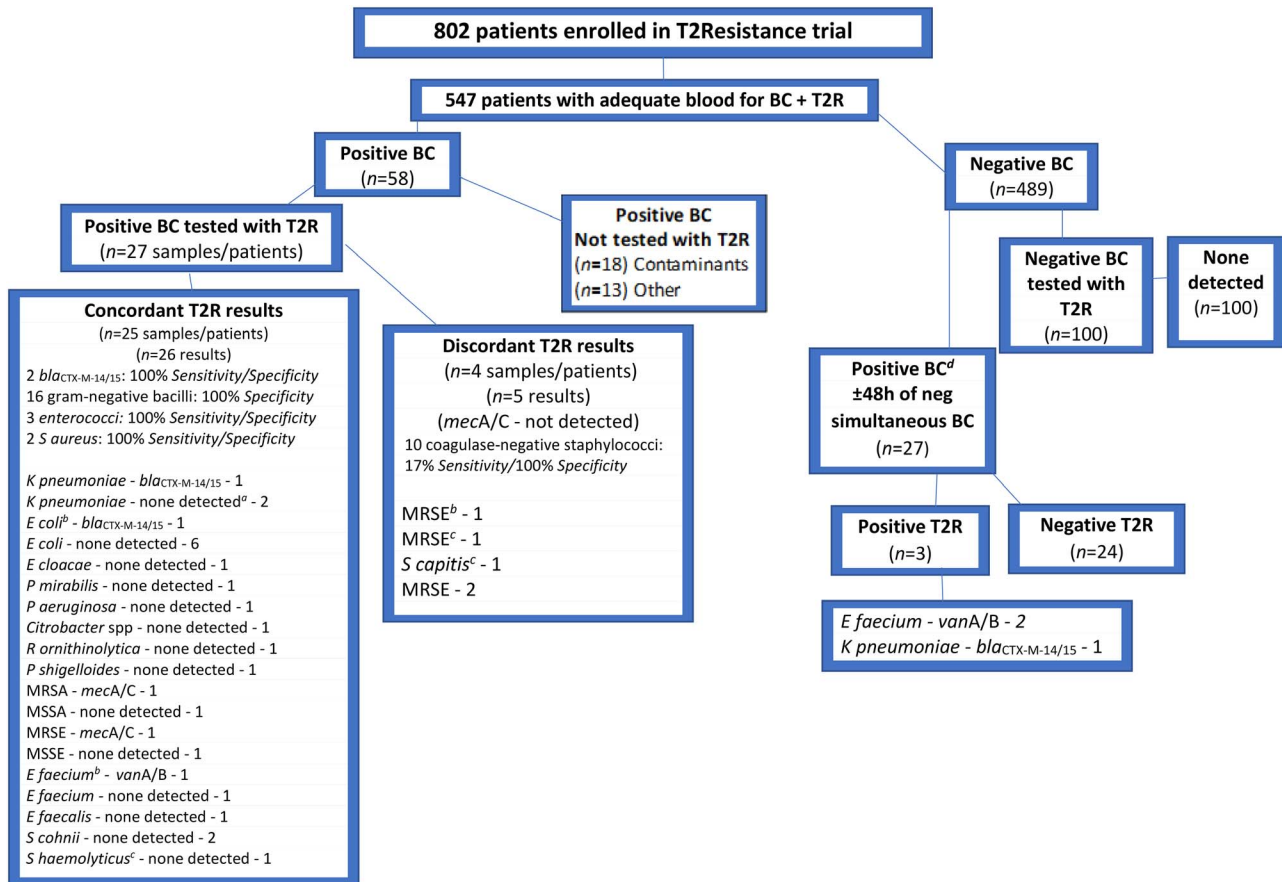 802 patients enrolled in T2Resistance trial
547 patients with adequate blood for BC + T2R
Positive BC
(n=58)
Negative BC
(n=489)
Positive BC tested with T2R
(n=27 samples/patients)
Positive BC
Not tested with T2R
(n=18) Contaminants
(n=13) Other
Negative BC
tested with
T2R
(n=100)
None
detected
(n=100)
Concordant T2R results
(n=25 samples/patients)
(n=26 results)
2 blaCTX-M-14/15: 100% Sensitivity/Specificity
16 gram-negative bacilli: 100% Specificity
3 enterococci: 100% Sensitivity/Specificity
2 S aureus: 100% Sensitivity/Specificity
K pneumoniae - blaCTX-M-14/15 - 1
K pneumoniae - none detectedᵃ - 2
E coliᵇ - blaCTX-M-14/15 - 1
E coli - none detected - 6
E cloacae - none detected - 1
P mirabilis - none detected - 1
P aeruginosa - none detected - 1
Citrobacter spp - none detected - 1
R ornithinolytica - none detected - 1
P shigelloides - none detected - 1
MRSA - mecA/C - 1
MSSA - none detected - 1
MRSE - mecA/C - 1
MSSE - none detected - 1
E faeciumᵇ - vanA/B - 1
E faecium - none detected - 1
E faecalis - none detected - 1
S cohnii - none detected - 2
S haemolyticusᶜ - none detected - 1
Discordant T2R results
(n=4 samples/patients)
(n=5 results)
(mecA/C - not detected)
10 coagulase-negative staphylococci:
17% Sensitivity/100% Specificity
MRSEᵇ - 1
MRSEᶜ - 1
S capitisᶜ - 1
MRSE - 2
Positive BCᵈ
±48h of neg
simultaneous BC
(n=27)
Positive T2R
(n=3)
Negative T2R
(n=24)
E faecium - vanA/B - 2
K pneumoniae - blaCTX-M-14/15 - 1